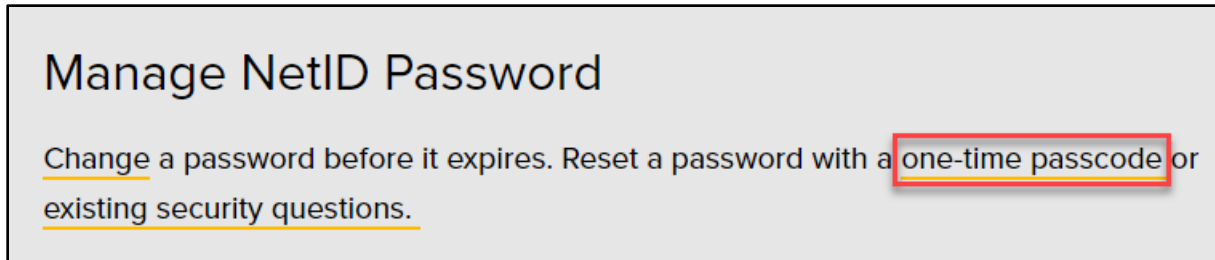 Manage NetID Password
Change a password before it expires. Reset a password with a one-time passcode or
existing security questions.